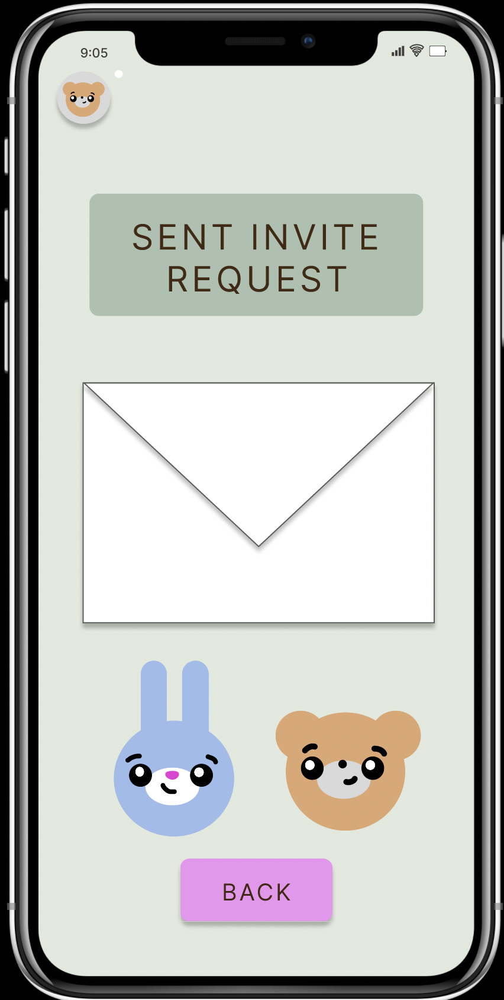 9:05
SENT INVITE
REQUEST
BACK